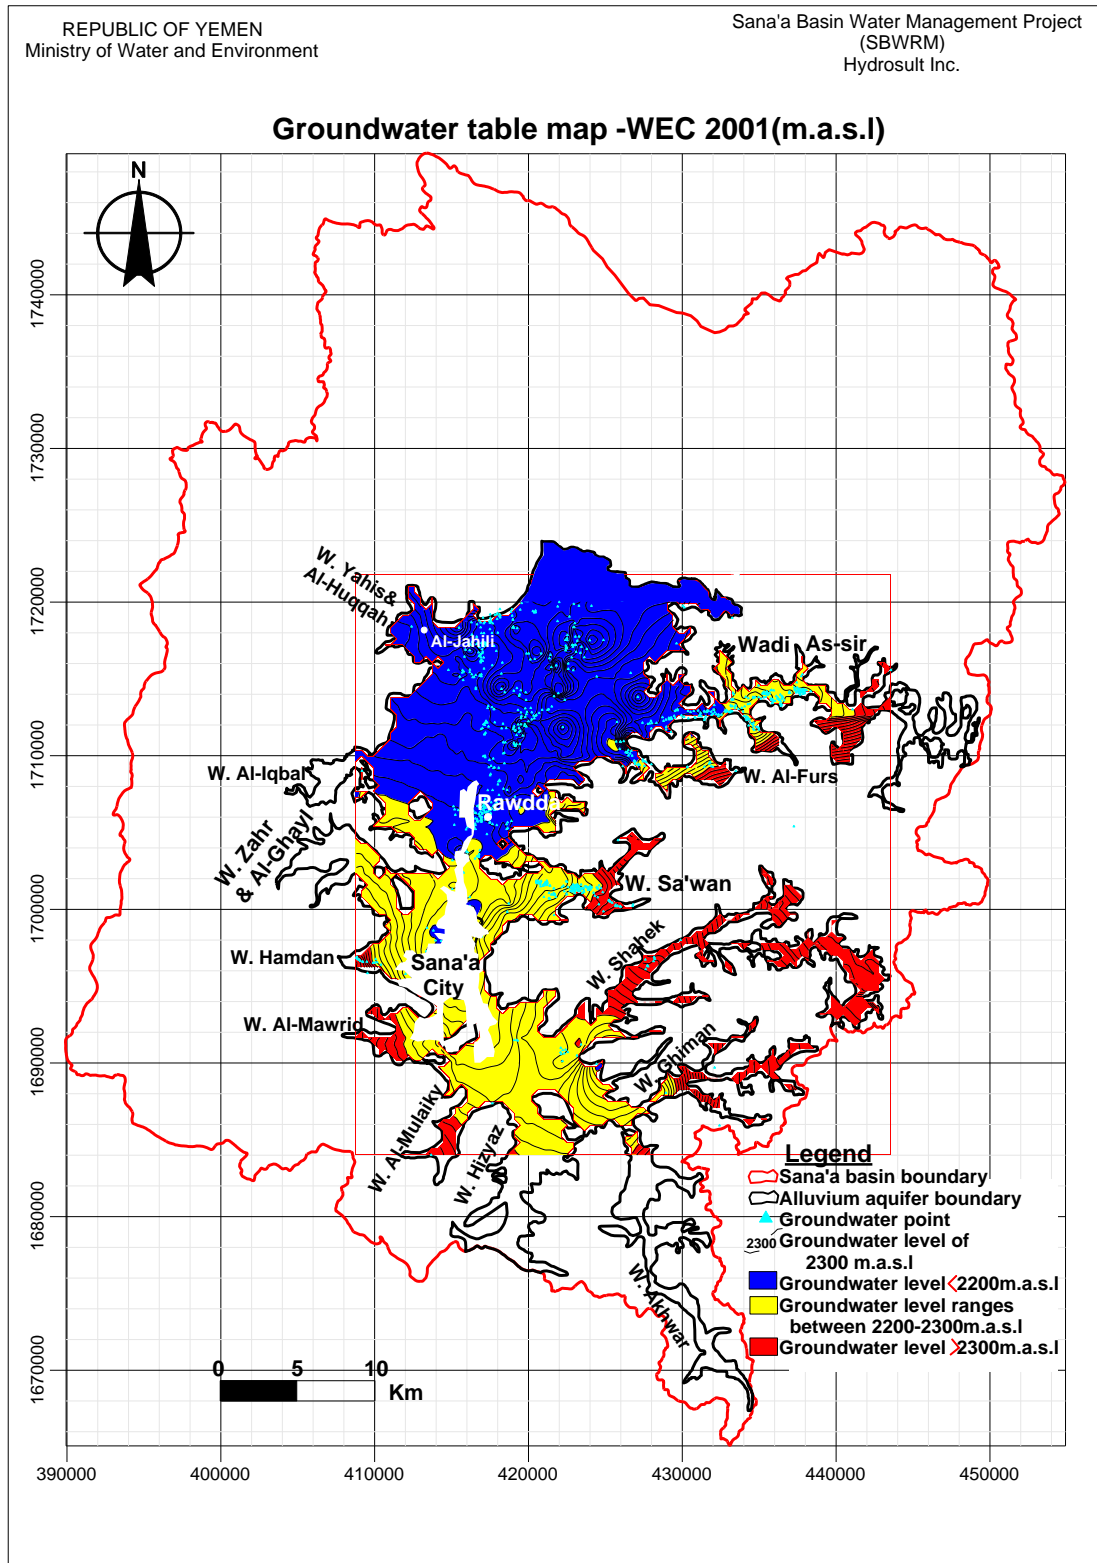 REPUBLIC OF YEMEN
Ministry of Water and Environment
Sana'a Basin Water Management Project
(SBWRM)
Hydrosult Inc.
Groundwater table map -WEC 2001(m.a.s.l)
N
1740000
1730000
1720000
1710000
1700000
1690000
1680000
1670000
W. Yahis&
Al-Huqqah
Al-Jahili
Wadi As-sir
W. Al-Iqbal
W. Al-Furs
Rawdda
W. Zahr
& Al-Ghayl
W. Sa'wan
W. Hamdan
Sana'a
City
W. Shahek
W. Al-Mawrid
W. Ghiman
W. Al-Mulaiky
W. Hizyaz
W. Akhwar
Legend
Sana'a basin boundary
Alluvium aquifer boundary
Groundwater point
2300 Groundwater level of
2300 m.a.s.l
Groundwater level <2200m.a.s.l
Groundwater level ranges
between 2200-2300m.a.s.l
Groundwater level >2300m.a.s.l
0 5 10
Km
390000 400000 410000 420000 430000 440000 450000